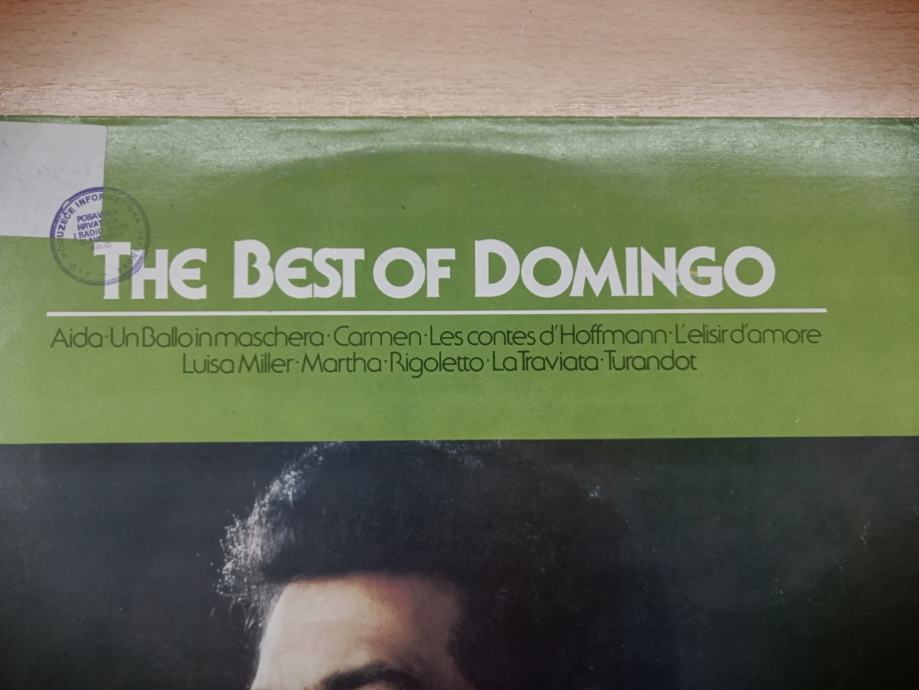 THE BEST OF DOMINGO
Aida·Un Ballo in maschera·Carmen·Les contes d'Hoffmann·L'elisir d'amore
Luisa Miller·Martha·Rigoletto·La Traviata·Turandot